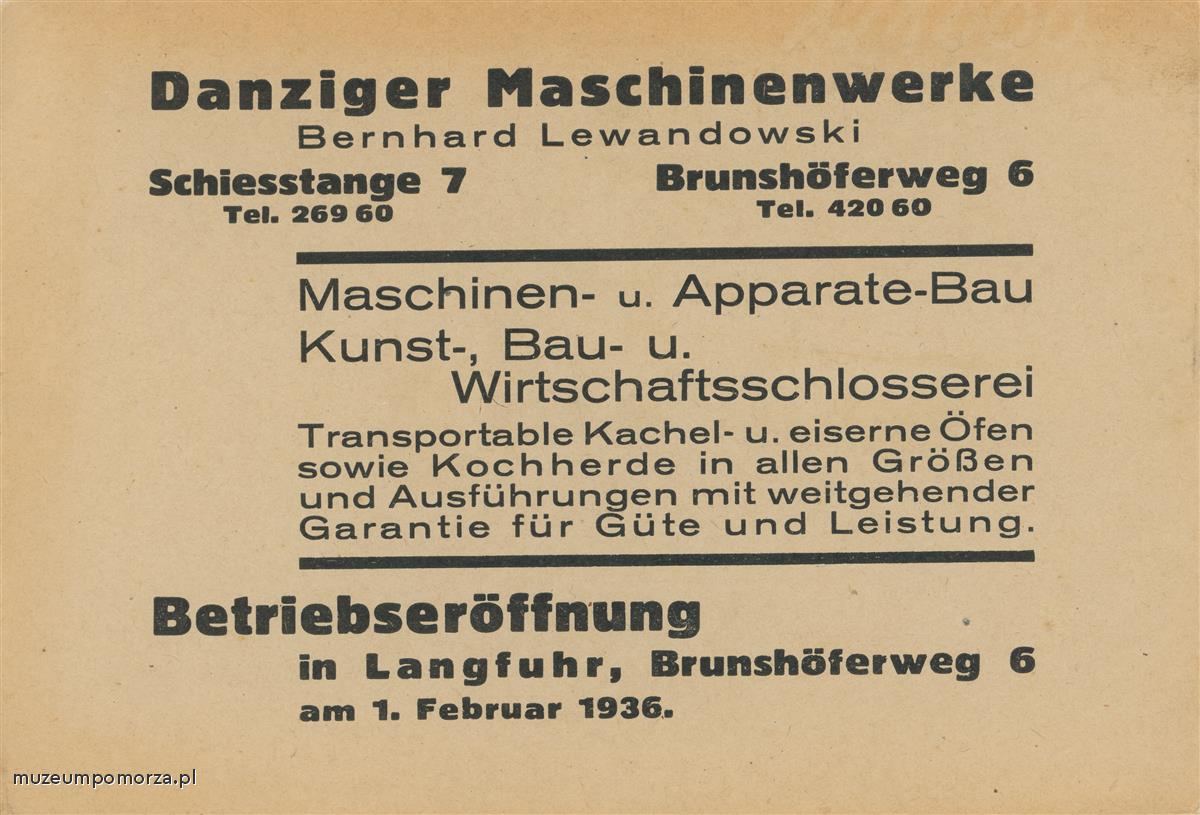 Danziger Maschinenwerke
Bernhard Lewandowski
Schiesstange 7 Brunshöferweg 6
Tel. 269 60 Tel. 420 60
Maschinen- u. Apparate-Bau
Kunst-, Bau- u.
Wirtschaftsschlosserei
Transportable Kachel- u. eiserne Öfen
sowie Kochherde in allen Größen
und Ausführungen mit weitgehender
Garantie für Güte und Leistung.
Betriebseröffnung
in Langfuhr, Brunshöferweg 6
am 1. Februar 1936.
muzeumpomorza.pl